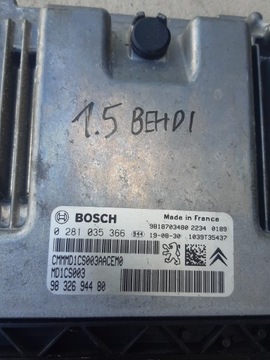 1.5 BEHDI
BOSCH
Made in France
0 281 035 366
9818703480 2234 0189
19-08-30 1039T35437
CMMMD1CS003AACEM0
MD1CS003
98 326 944 80